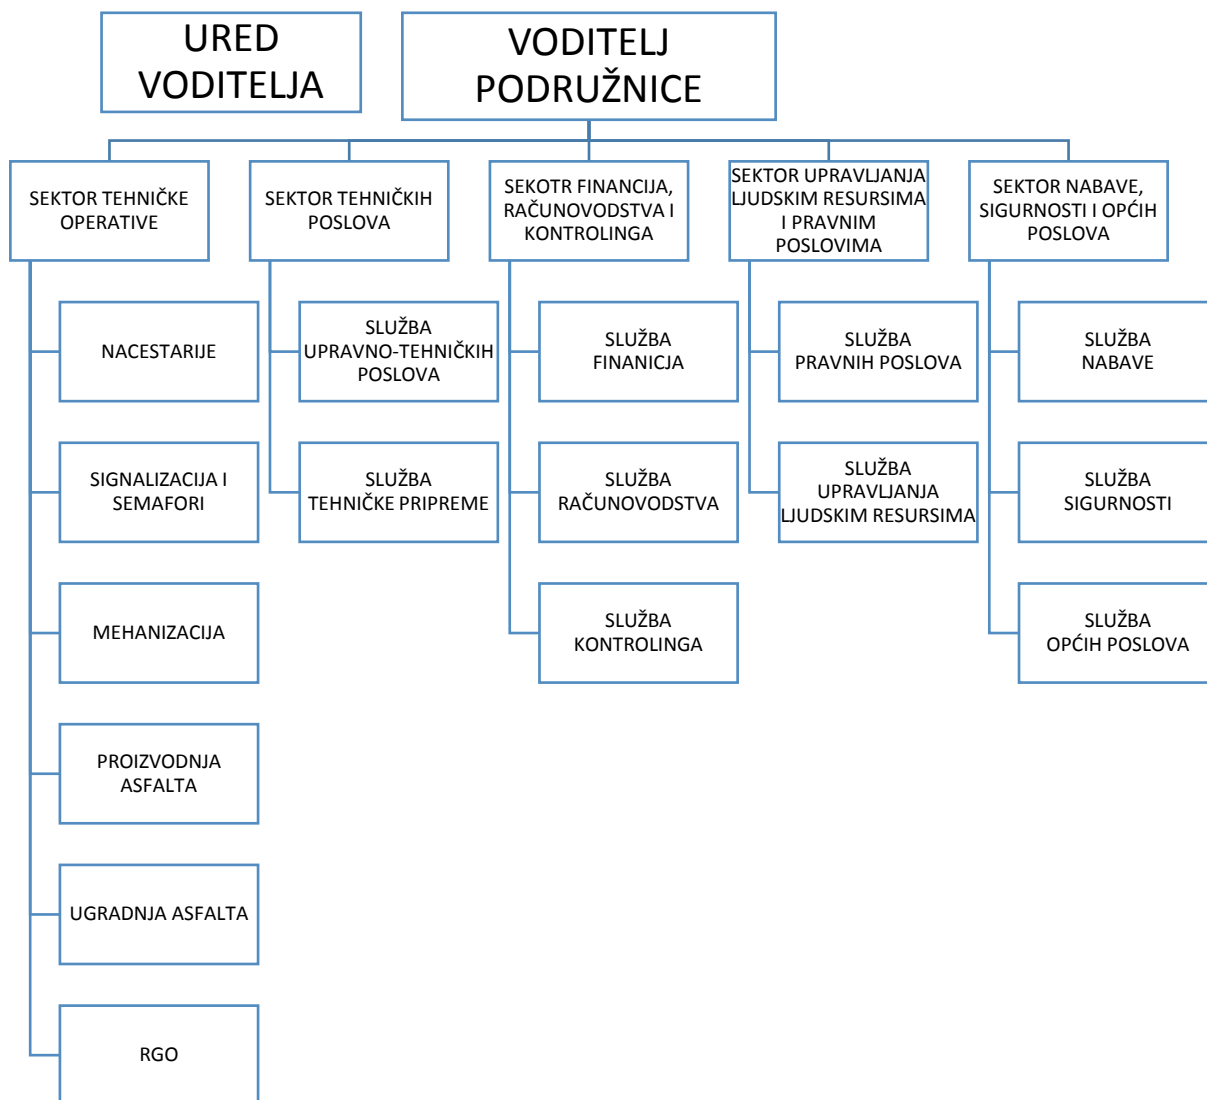 URED
VODITELJA
VODITELJ
PODRUŽNICE
SEKTOR TEHNIČKE
OPERATIVE
SEKTOR TEHNIČKIH
POSLOVA
SEKOTR FINANCIJA,
RAČUNOVODSTVA I
KONTROLINGA
SEKTOR UPRAVLJANJA
LJUDSKIM RESURSIMA
I PRAVNIM
POSLOVIMA
SEKTOR NABAVE,
SIGURNOSTI I OPĆIH
POSLOVA
NACESTARIJE
SLUŽBA
UPRAVNO-TEHNIČKIH
POSLOVA
SLUŽBA
FINANICJA
SLUŽBA
PRAVNIH POSLOVA
SLUŽBA
NABAVE
SIGNALIZACIJA I
SEMAFORI
SLUŽBA
TEHNIČKE PRIPREME
SLUŽBA
RAČUNOVODSTVA
SLUŽBA
UPRAVLJANJA
LJUDSKIM RESURSIMA
SLUŽBA
SIGURNOSTI
MEHANIZACIJA
SLUŽBA
KONTROLINGA
SLUŽBA
OPĆIH POSLOVA
PROIZVODNJA
ASFALTA
UGRADNJA ASFALTA
RGO